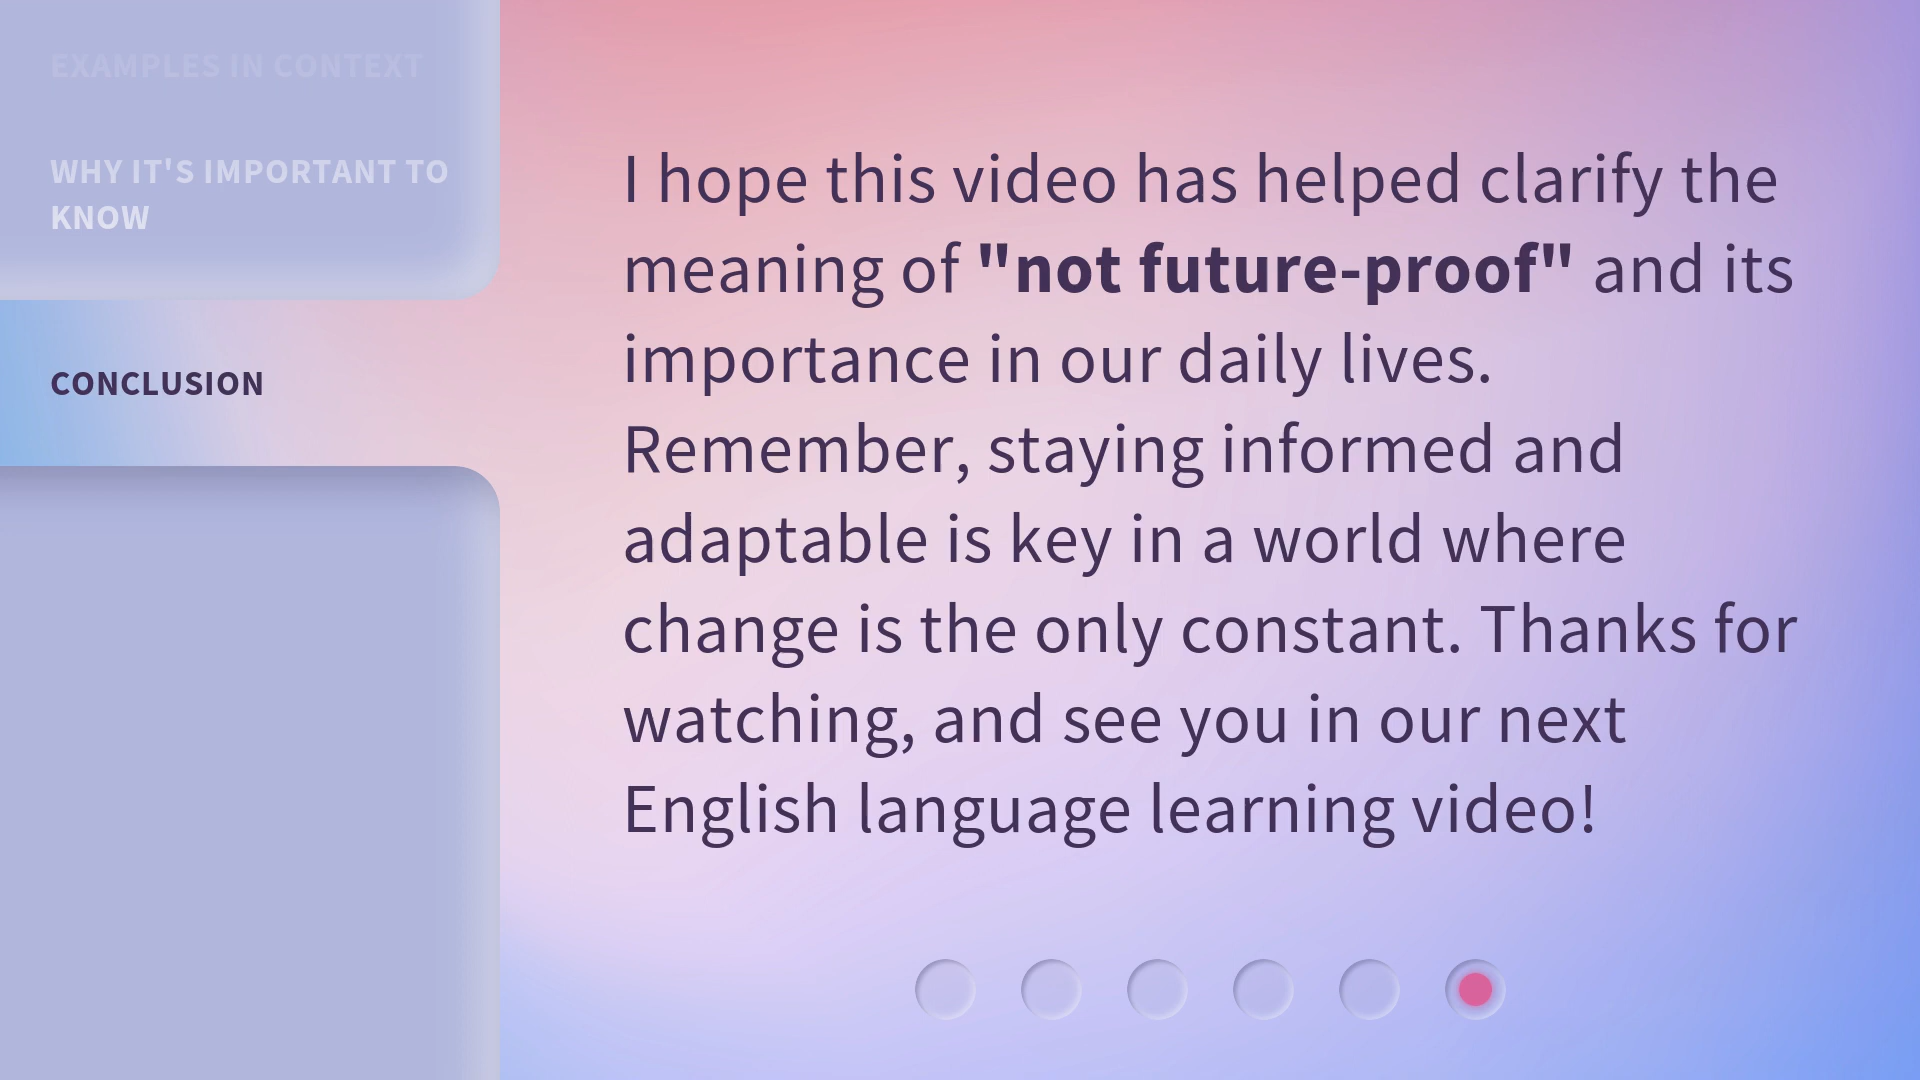 EXAMPLES IN CONTEXT
WHY IT'S IMPORTANT TO
KNOW
CONCLUSION
I hope this video has helped clarify the
meaning of "not future-proof" and its
importance in our daily lives.
Remember, staying informed and
adaptable is key in a world where
change is the only constant. Thanks for
watching, and see you in our next
English language learning video!